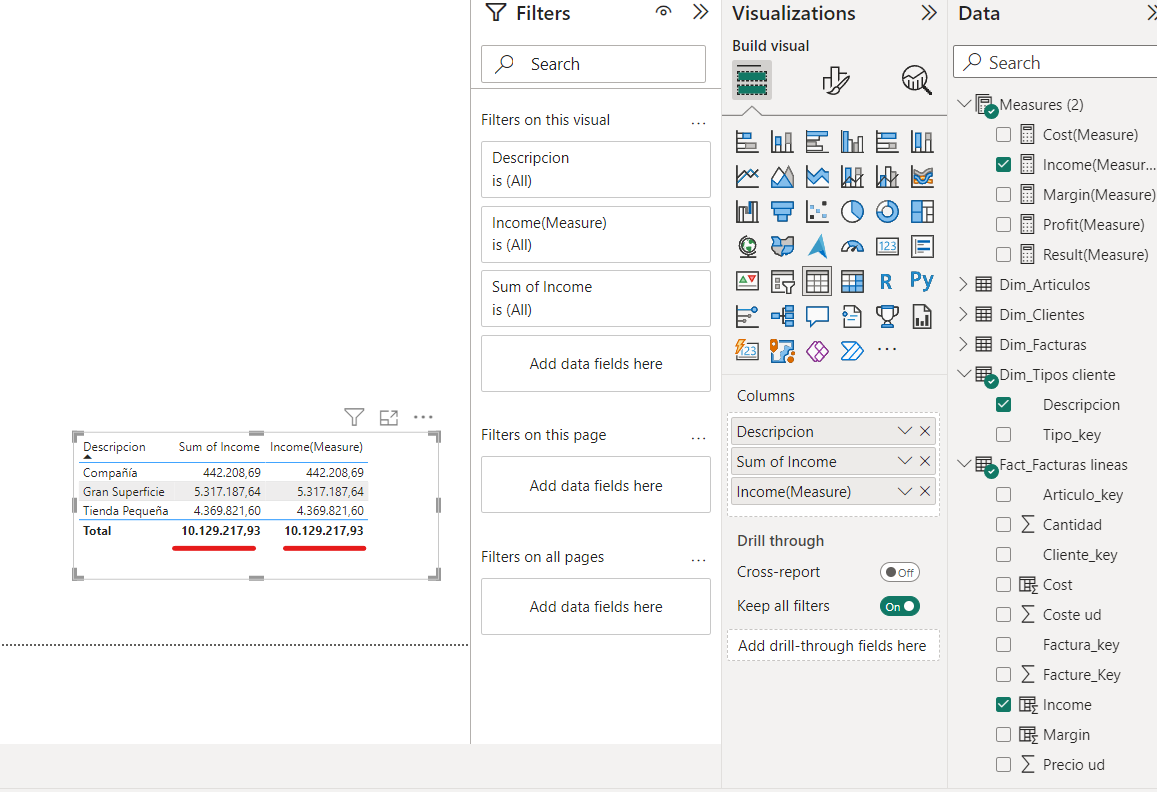 Descripcion Sum of Income Income(Measure)
Compañía 442.208,69 442.208,69
Gran Superficie 5.317.187,64 5.317.187,64
Tienda Pequeña 4.369.821,60 4.369.821,60
Total 10.129.217,93 10.129.217,93
Filters
Search
Filters on this visual ...
Descripcion
is (All)
Income(Measure)
is (All)
Sum of Income
is (All)
Add data fields here
Filters on this page ...
Add data fields here
Filters on all pages ...
Add data fields here
Visualizations
Build visual
123
R Py
123
...
Columns
Descripcion
Sum of Income
Income(Measure)
Drill through
Cross-report Off
Keep all filters On
Add drill-through fields here
Data
Search
Measures (2)
Cost(Measure)
Income(Measur...
Margin(Measure)
Profit(Measure)
Result(Measure)
Dim_Articulos
Dim_Clientes
Dim_Facturas
Dim_Tipos cliente
Descripcion
Tipo_key
Fact_Facturas lineas
Articulo_key
Cantidad
Cliente_key
Cost
Coste ud
Factura_key
Facture_Key
Income
Margin
Precio ud